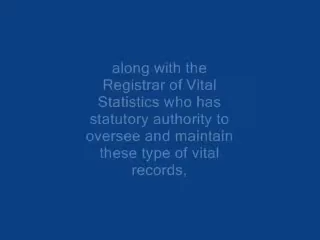 along with the
Registrar of Vital
Statistics who has
statutory authority to
oversee and maintain
these type of vital
records,